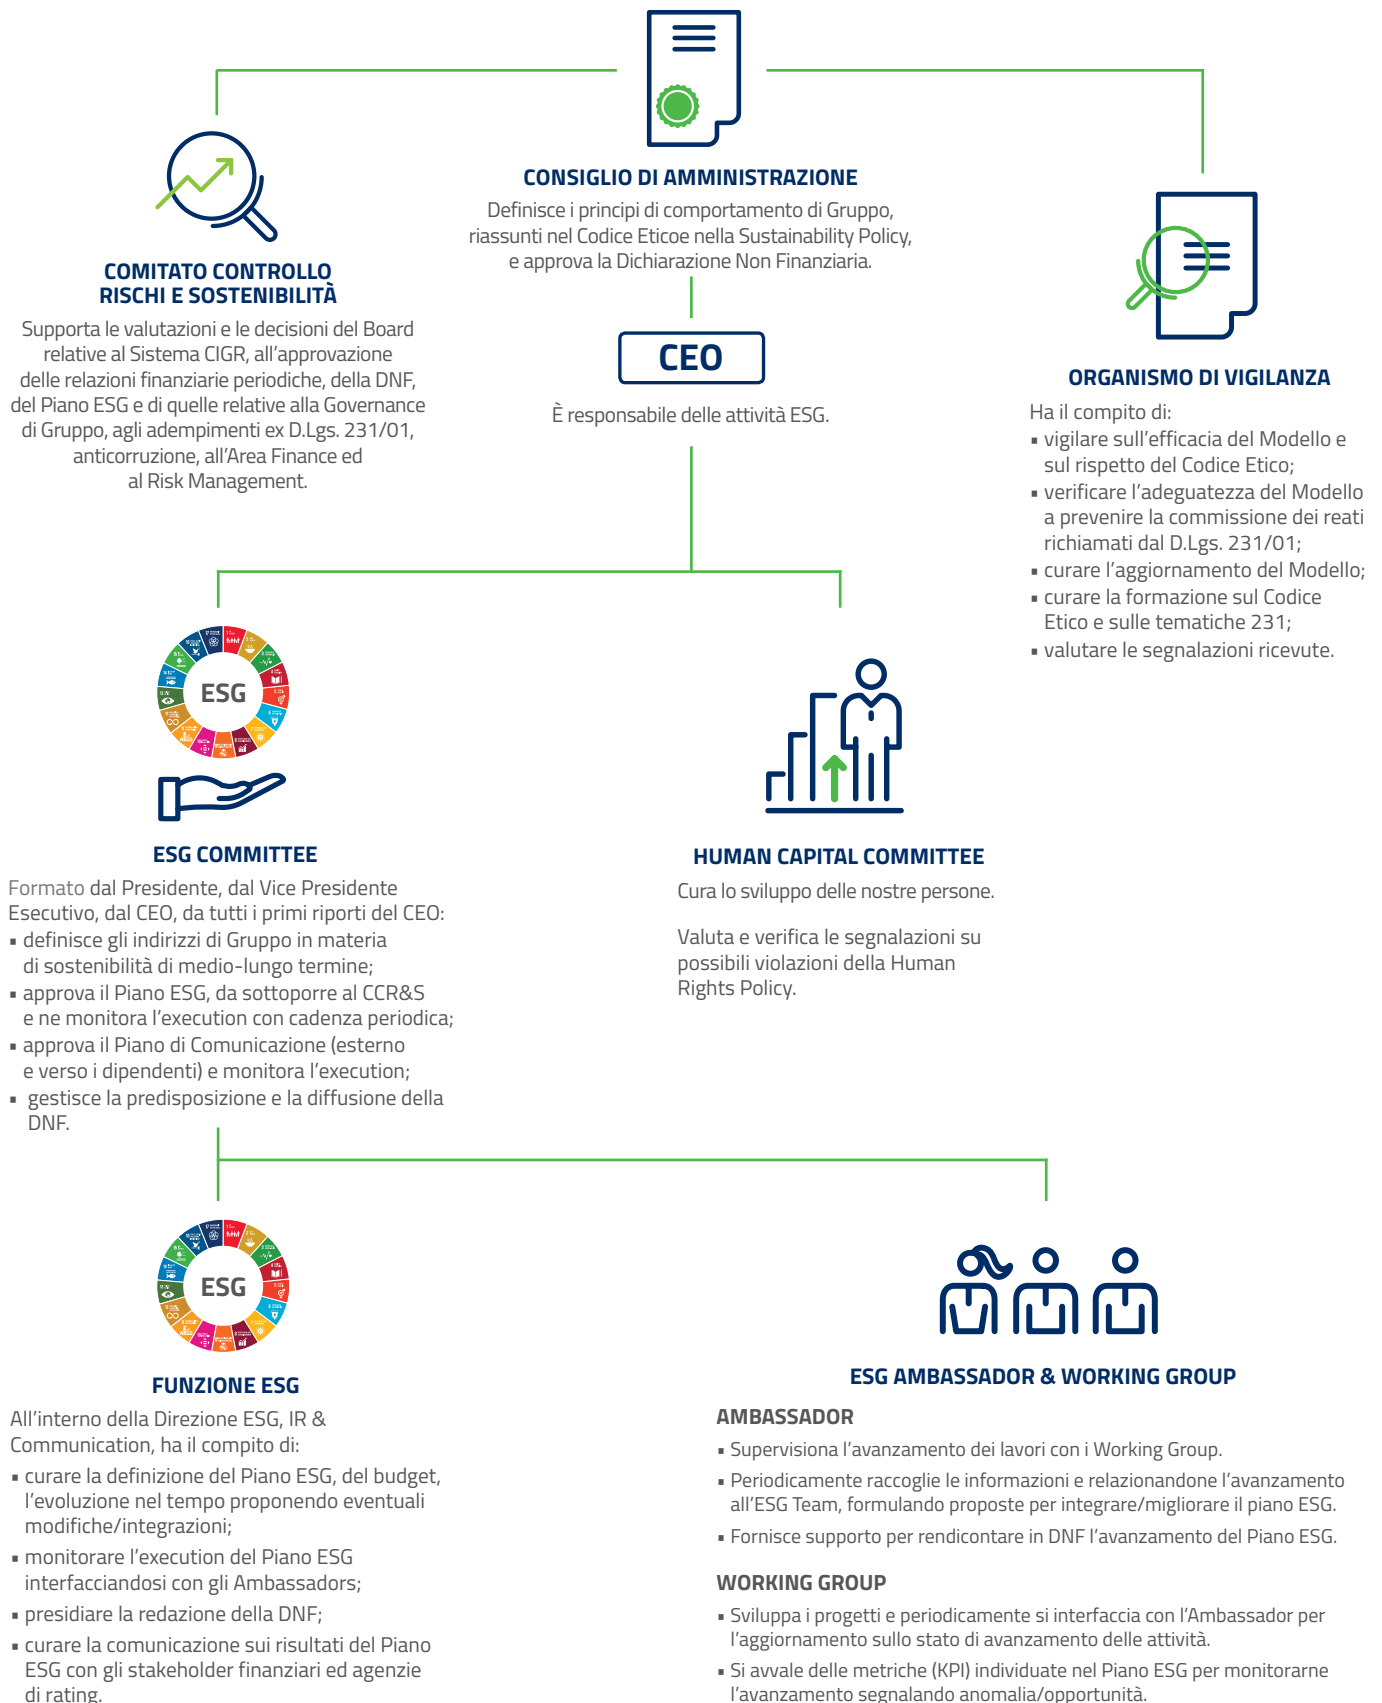 CONSIGLIO DI AMMINISTRAZIONE
Definisce i principi di comportamento di Gruppo,
riassunti nel Codice Eticoe nella Sustainability Policy,
e approva la Dichiarazione Non Finanziaria.
COMITATO CONTROLLO
RISCHI E SOSTENIBILITÀ
Supporta le valutazioni e le decisioni del Board
relative al Sistema CIGR, all'approvazione
delle relazioni finanziarie periodiche, della DNF,
del Piano ESG e di quelle relative alla Governance
di Gruppo, agli adempimenti ex D.Lgs. 231/01,
anticorruzione, all'Area Finance ed
al Risk Management.
CEO
È responsabile delle attività ESG.
ORGANISMO DI VIGILANZA
Ha il compito di:
▪ vigilare sull'efficacia del Modello e
sul rispetto del Codice Etico;
▪ verificare l'adeguatezza del Modello
a prevenire la commissione dei reati
richiamati dal D.Lgs. 231/01;
▪ curare l'aggiornamento del Modello;
▪ curare la formazione sul Codice
Etico e sulle tematiche 231;
▪ valutare le segnalazioni ricevute.
ESG
ESG COMMITTEE
Formato dal Presidente, dal Vice Presidente
Esecutivo, dal CEO, da tutti i primi riporti del CEO:
▪ definisce gli indirizzi di Gruppo in materia
di sostenibilità di medio-lungo termine;
▪ approva il Piano ESG, da sottoporre al CCR&S
e ne monitora l'execution con cadenza periodica;
▪ approva il Piano di Comunicazione (esterno
e verso i dipendenti) e monitora l'execution;
▪ gestisce la predisposizione e la diffusione della
DNF.
HUMAN CAPITAL COMMITTEE
Cura lo sviluppo delle nostre persone.
Valuta e verifica le segnalazioni su
possibili violazioni della Human
Rights Policy.
ESG
FUNZIONE ESG
All'interno della Direzione ESG, IR &
Communication, ha il compito di:
▪ curare la definizione del Piano ESG, del budget,
l'evoluzione nel tempo proponendo eventuali
modifiche/integrazioni;
▪ monitorare l'execution del Piano ESG
interfacciandosi con gli Ambassadors;
▪ presidiare la redazione della DNF;
▪ curare la comunicazione sui risultati del Piano
ESG con gli stakeholder finanziari ed agenzie
di rating.
ESG AMBASSADOR & WORKING GROUP
AMBASSADOR
▪ Supervisiona l'avanzamento dei lavori con i Working Group.
▪ Periodicamente raccoglie le informazioni e relazionandone l'avanzamento
all'ESG Team, formulando proposte per integrare/migliorare il piano ESG.
▪ Fornisce supporto per rendicontare in DNF l'avanzamento del Piano ESG.
WORKING GROUP
▪ Sviluppa i progetti e periodicamente si interfaccia con l'Ambassador per
l'aggiornamento sullo stato di avanzamento delle attività.
▪ Si avvale delle metriche (KPI) individuate nel Piano ESG per monitorarne
l'avanzamento segnalando anomalia/opportunità.